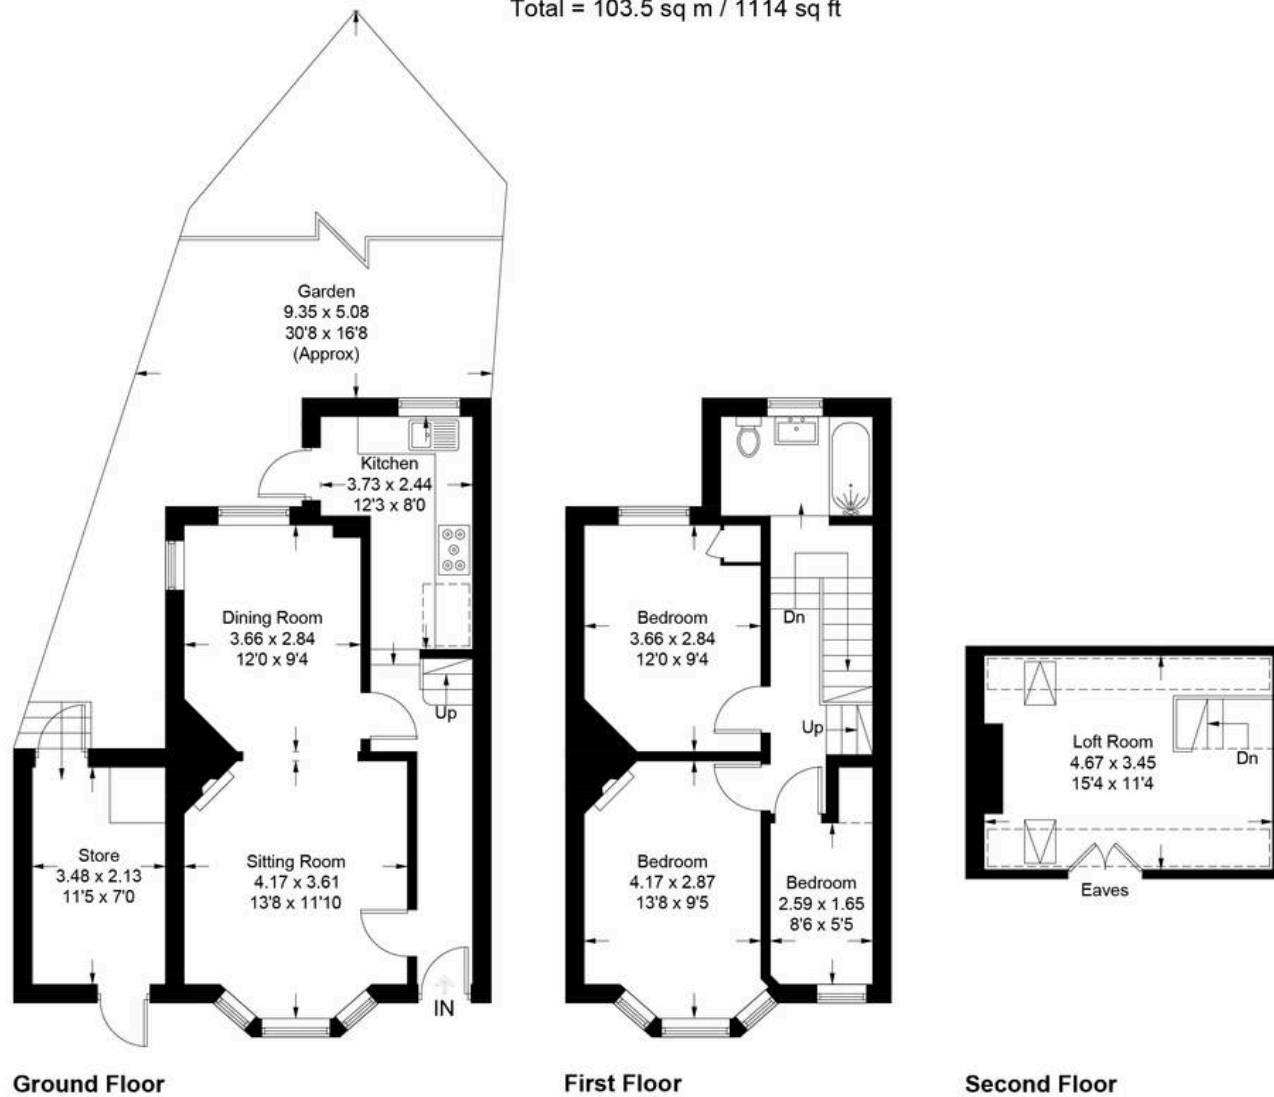 Total = 103.5 sq m / 1114 sq ft
Garden
9.35 x 5.08
30'8 x 16'8
(Approx)
Kitchen
3.73 x 2.44
12'3 x 8'0
Dining Room
3.66 x 2.84
12'0 x 9'4
Up
Store
3.48 x 2.13
11'5 x 7'0
Sitting Room
4.17 x 3.61
13'8 x 11'10
IN
Ground Floor
Bedroom
3.66 x 2.84
12'0 x 9'4
Dn
Up
Bedroom
4.17 x 2.87
13'8 x 9'5
Bedroom
2.59 x 1.65
8'6 x 5'5
First Floor
Loft Room
4.67 x 3.45
15'4 x 11'4
Dn
Eaves
Second Floor